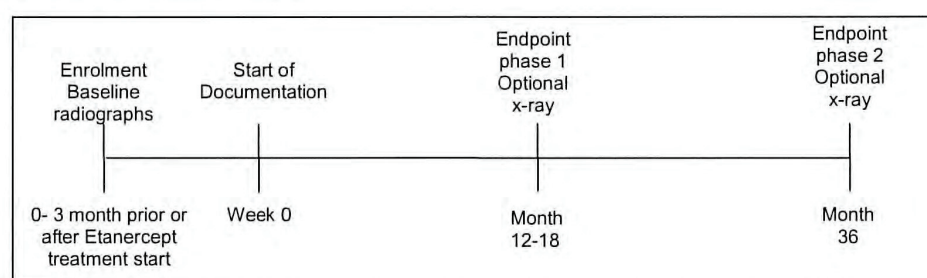 Enrolment
Baseline
radiographs
Start of
Documentation
Endpoint
phase 1
Optional
x-ray
Endpoint
phase 2
Optional
x-ray
0- 3 month prior or
after Etanercept
treatment start
Week 0
Month
12-18
Month
36